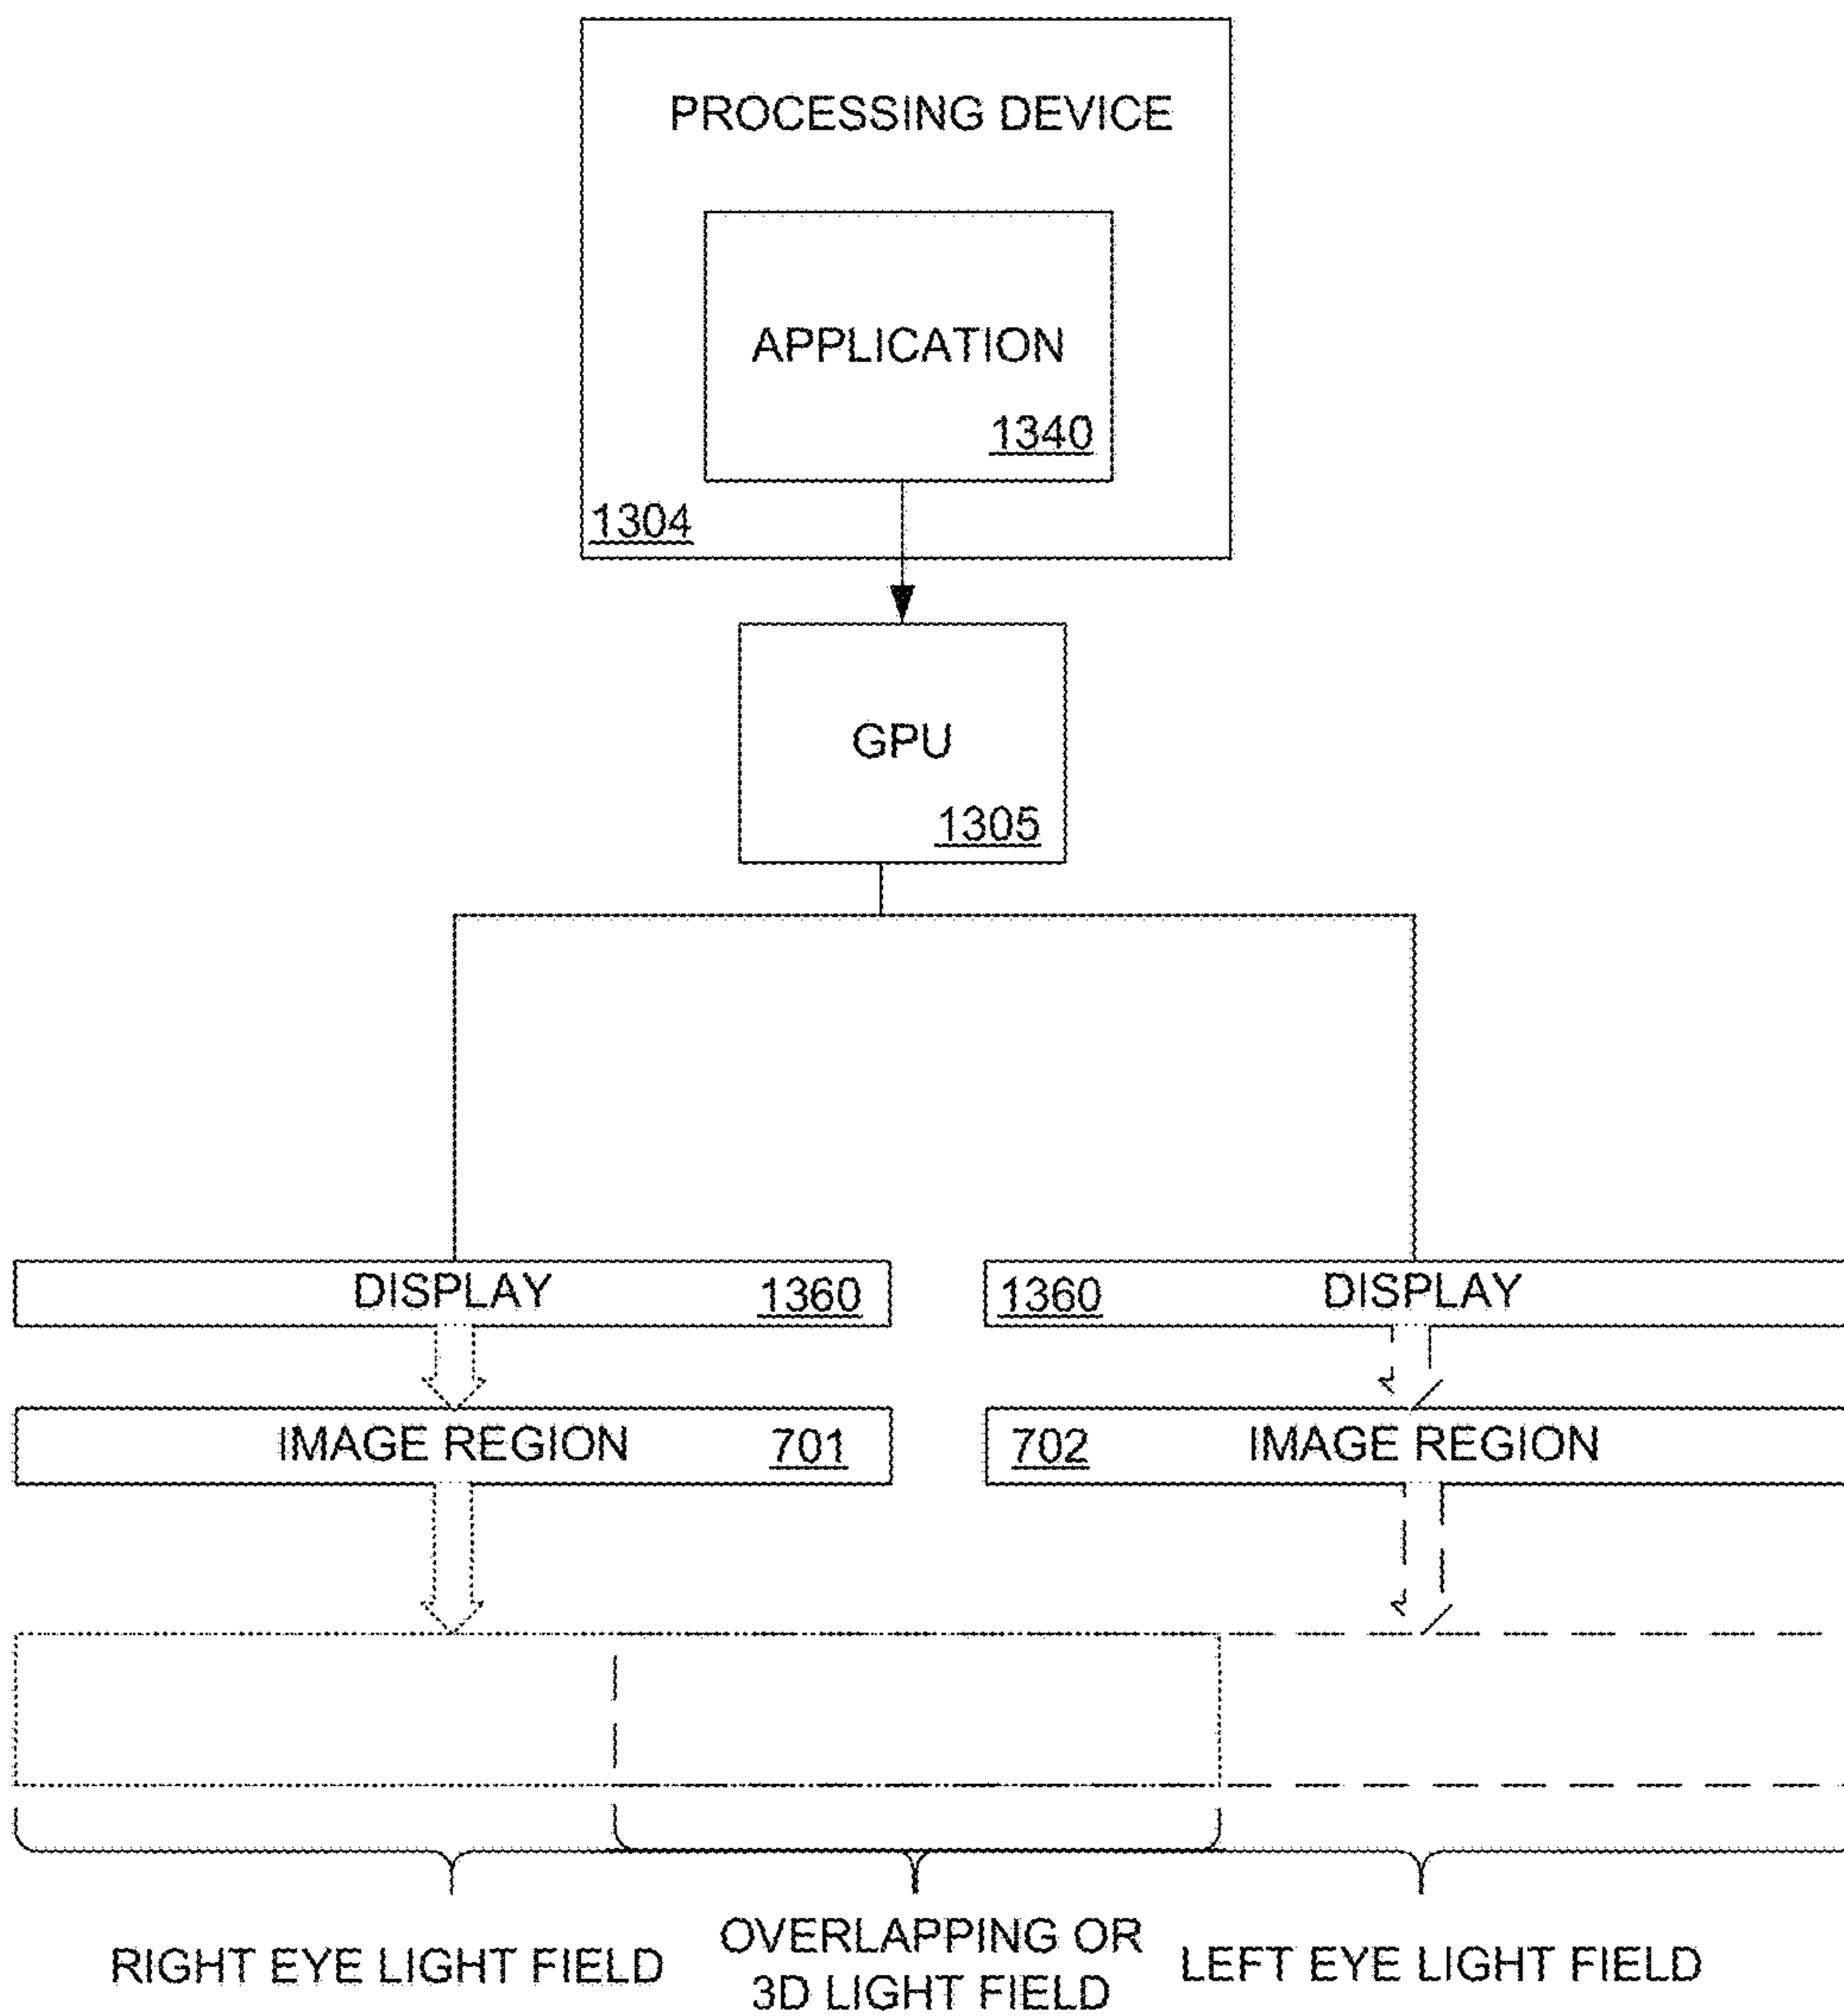 PROCESSING DEVICE
APPLICATION
1340
1304
GPU
1305
DISPLAY 1360
1360 DISPLAY
IMAGE REGION 701
702 IMAGE REGION
RIGHT EYE LIGHT FIELD
OVERLAPPING OR
3D LIGHT FIELD
LEFT EYE LIGHT FIELD